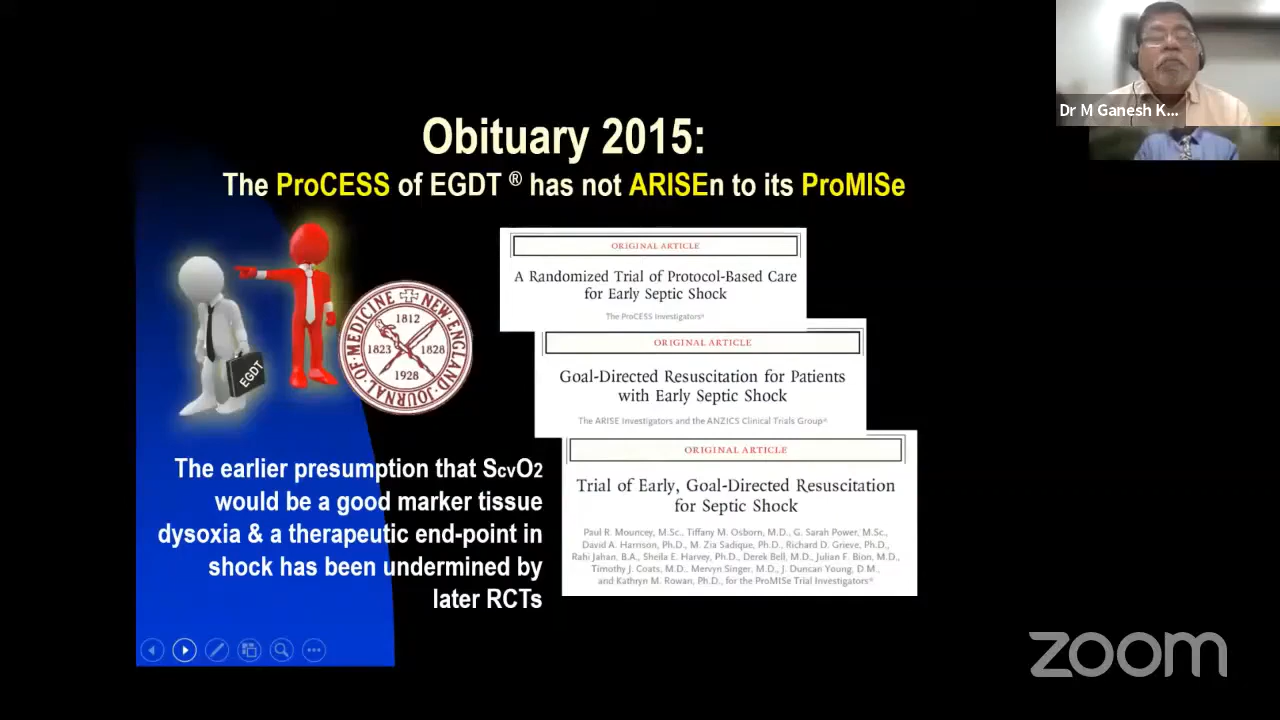 Dr M Ganesh K...
Obituary 2015:
The ProCESS of EGDT ® has not ARISEn to its ProMISe
ORIGINAL ARTICLE
A Randomized Trial of Protocol-Based Care
for Early Septic Shock
The ProCESS Investigators*
ORIGINAL ARTICLE
Goal-Directed Resuscitation for Patients
with Early Septic Shock
The ARISE Investigators and the ANZICS Clinical Trials Group*
ORIGINAL ARTICLE
Trial of Early, Goal-Directed Resuscitation
for Septic Shock
Paul R. Mouncey, M.Sc., Tiffany M. Osborn, M.D., G. Sarah Power, M.Sc.,
David A. Harrison, Ph.D., M. Zia Sadique, Ph.D., Richard D. Grieve, Ph.D.,
Rahi Jahan, B.A., Sheila E. Harvey, Ph.D., Derek Bell, M.D., Julian F. Bion, M.D.,
Timothy J. Coats, M.D., Mervyn Singer, M.D., J. Duncan Young, D.M.,
and Kathryn M. Rowan, Ph.D., for the ProMISe Trial Investigators*
EGDT
NEW ENGLAND JOURNAL OF MEDICINE
1812
1823 1828
1928
The earlier presumption that ScvO2
would be a good marker tissue
dysoxia & a therapeutic end-point in
shock has been undermined by
later RCTs
zoom